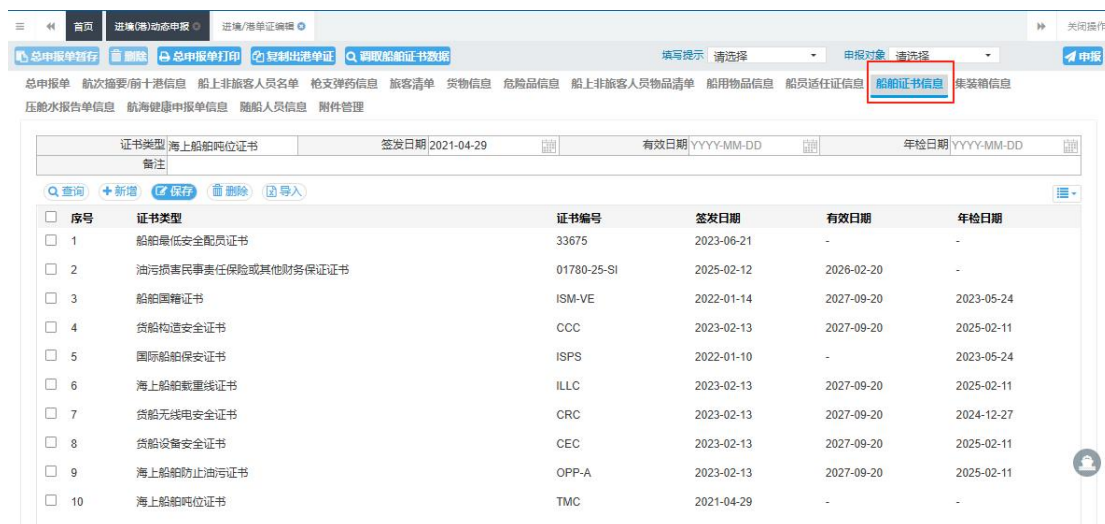 首页 进境(港)动态申报 进境/港单证编辑 关闭操作
总申报单暂存 删除 总申报单打印 复制出港单证 调取船舶证书数据 填写提示 请选择 申报对象 请选择 申报
总申报单 航次摘要/前十港信息 船上非旅客人员名单 枪支弹药信息 旅客清单 货物信息 危险品信息 船上非旅客人员物品清单 船用物品信息 船员适任证信息 船舶证书信息 集装箱信息
压舱水报告单信息 航海健康申报单信息 随船人员信息 附件管理
证书类型 海上船舶吨位证书 签发日期 2021-04-29 有效日期 YYYY-MM-DD 年检日期 YYYY-MM-DD
备注
查询 新增 保存 删除 导入
序号 证书类型 证书编号 签发日期 有效日期 年检日期
1 船舶最低安全配员证书 33675 2023-06-21 - -
2 油污损害民事责任保险或其他财务保证证书 01780-25-SI 2025-02-12 2026-02-20 -
3 船舶国籍证书 ISM-VE 2022-01-14 2027-09-20 2023-05-24
4 货船构造安全证书 CCC 2023-02-13 2027-09-20 2025-02-11
5 国际船舶保安证书 ISPS 2022-01-10 - 2023-05-24
6 海上船舶载重线证书 ILLC 2023-02-13 2027-09-20 2025-02-11
7 货船无线电安全证书 CRC 2023-02-13 2027-09-20 2024-12-27
8 货船设备安全证书 CEC 2023-02-13 2027-09-20 2025-02-11
9 海上船舶防止油污证书 OPP-A 2023-02-13 2027-09-20 2025-02-11
10 海上船舶吨位证书 TMC 2021-04-29 - -